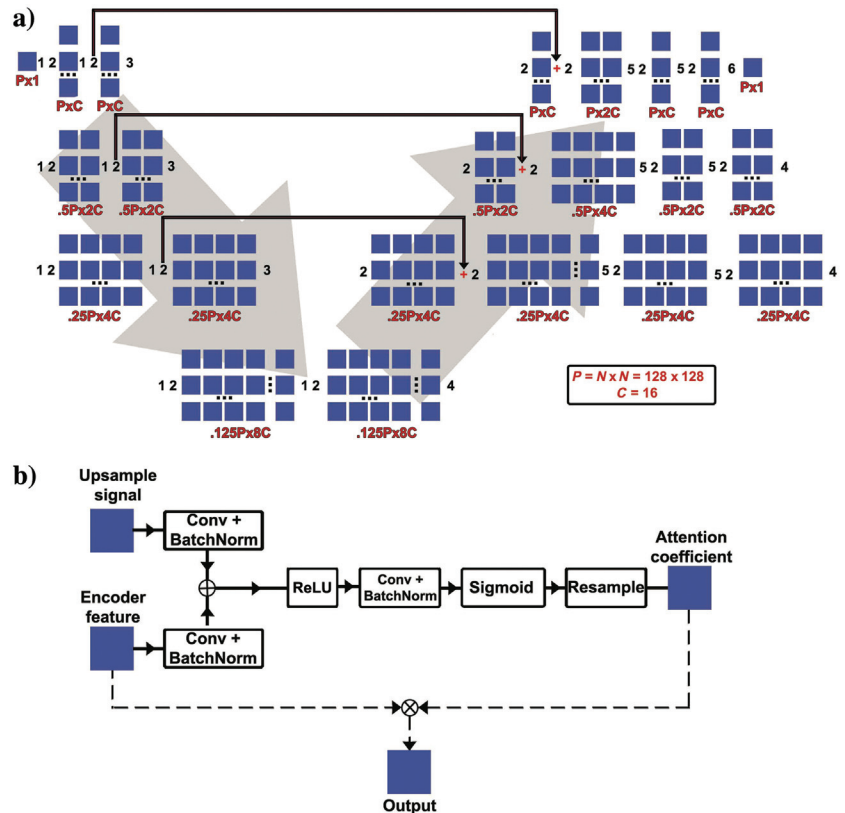 a)
1 2 1 2 3 2 + 2 5 2 5 2 6
Px1 PxC PxC PxC Px2C PxC PxC Px1
1 2 1 2 3 2 + 2 5 2 5 2 4
.5Px2C .5Px2C .5Px2C .5Px4C .5Px2C .5Px2C
1 2 1 2 3 2 + 2 5 2 5 2 4
.25Px4C .25Px4C .25Px4C .25Px4C .25Px4C .25Px4C
1 2 1 2 4
.125Px8C .125Px8C
P = N x N = 128 x 128
C = 16
b)
Upsample
signal
Conv +
BatchNorm
Encoder
feature
Conv +
BatchNorm
ReLU
Conv +
BatchNorm
Sigmoid
Resample
Attention
coefficient
Output